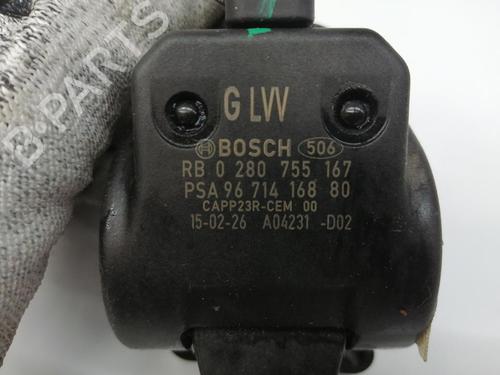 G LW
BOSCH 506
RB 0 280 755 167
PSA 96 714 168 80
CAPP23R-CEM 00
15-02-26 A04231 -D02
B-PARTS